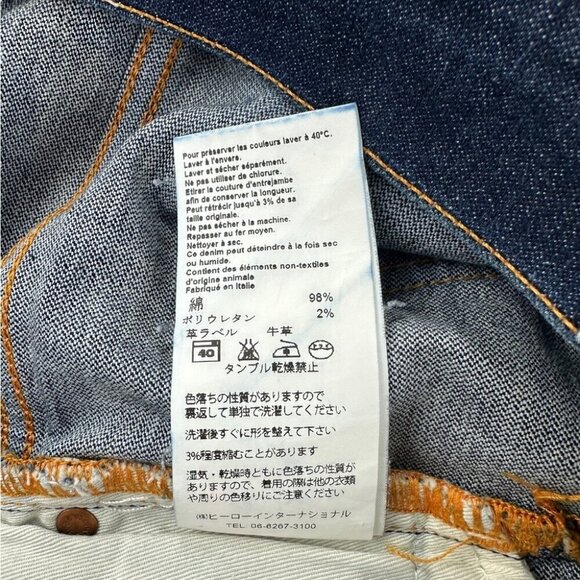 Pour préserver les couleurs laver à 40°C.
Laver à l'envers.
Laver et sécher séparément.
Ne pas utiliser de chlorure.
Etirer la couture d'entrejambe
afin de conserver la longueur.
Peut rétrécir jusqu'à 3% de sa
taille originale.
Ne pas sécher à la machine.
Repasser au fer moyen.
Nettoyer à sec.
Ce denim peut déteindre à la fois sec
ou humide.
Contient des éléments non-textiles
d'origine animale
Fabriqué en Italie
綿 98%
ポリウレタン 2%
革ラベル 牛革
40
タンブル乾燥禁止
色落ちの性質がありますので
裏返して単独で洗濯してください
洗濯後すぐに形を整えて下さい
3%程度縮むことがあります
湿気・乾燥時ともに色落ちの性質が
ありますので、着用の際は他の衣類
や周りの色移りにご注意ください
㈱ヒーローインターナショナル
TEL. 06-6267-3100